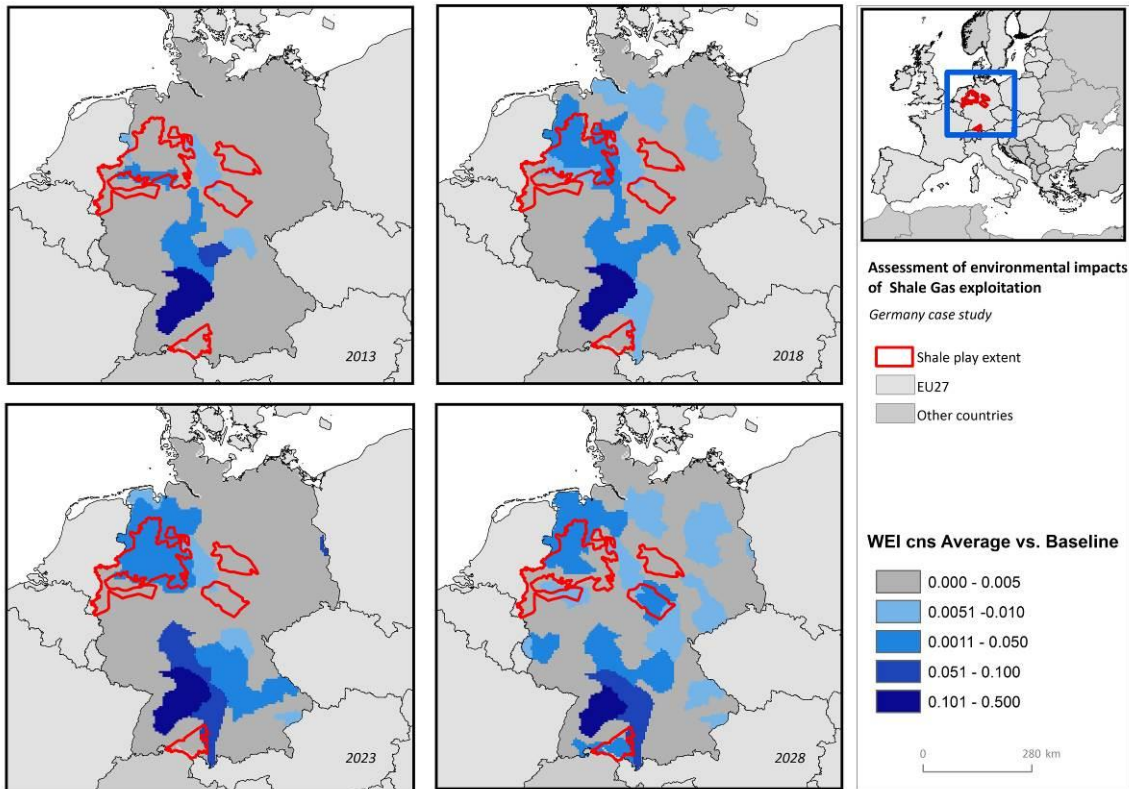 2013
2018
2023
2028
Assessment of environmental impacts
of Shale Gas exploitation
Germany case study
Shale play extent
EU27
Other countries
WEI cns Average vs. Baseline
0.000 - 0.005
0.0051 -0.010
0.0011 - 0.050
0.051 - 0.100
0.101 - 0.500
0 280 km